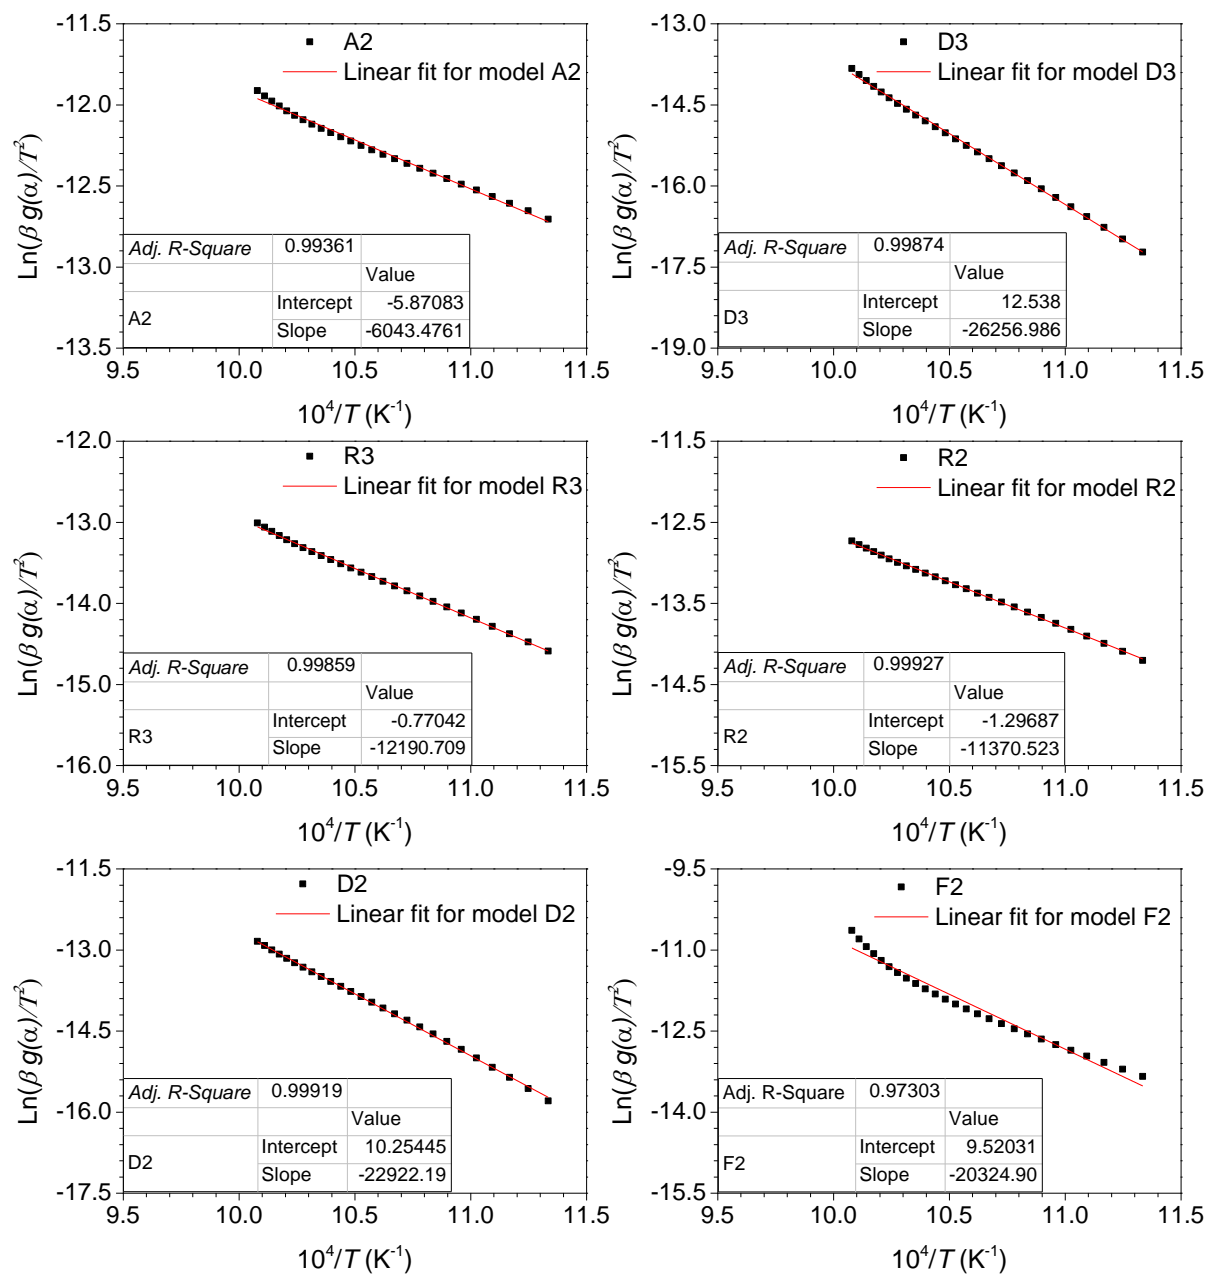 A2
Linear fit for model A2
Ln(β g(α)/T²)
-11.5
-12.0
-12.5
-13.0
-13.5
Adj. R-Square 0.99361
Value
A2
Intercept -5.87083
Slope -6043.4761
9.5 10.0 10.5 11.0 11.5
10⁴/T (K⁻¹)
D3
Linear fit for model D3
Ln(β g(α)/T²)
-13.0
-14.5
-16.0
-17.5
-19.0
Adj. R-Square 0.99874
Value
D3
Intercept 12.538
Slope -26256.986
9.5 10.0 10.5 11.0 11.5
10⁴/T (K⁻¹)
R3
Linear fit for model R3
Ln(β g(α)/T²)
-12.0
-13.0
-14.0
-15.0
-16.0
Adj. R-Square 0.99859
Value
R3
Intercept -0.77042
Slope -12190.709
9.5 10.0 10.5 11.0 11.5
10⁴/T (K⁻¹)
R2
Linear fit for model R2
Ln(β g(α)/T²)
-11.5
-12.5
-13.5
-14.5
-15.5
Adj. R-Square 0.99927
Value
R2
Intercept -1.29687
Slope -11370.523
9.5 10.0 10.5 11.0 11.5
10⁴/T (K⁻¹)
D2
Linear fit for model D2
Ln(β g(α)/T²)
-11.5
-13.0
-14.5
-16.0
-17.5
Adj. R-Square 0.99919
Value
D2
Intercept 10.25445
Slope -22922.19
9.5 10.0 10.5 11.0 11.5
10⁴/T (K⁻¹)
F2
Linear fit for model F2
Ln(β g(α)/T²)
-9.5
-11.0
-12.5
-14.0
-15.5
Adj. R-Square 0.97303
Value
F2
Intercept 9.52031
Slope -20324.90
9.5 10.0 10.5 11.0 11.5
10⁴/T (K⁻¹)